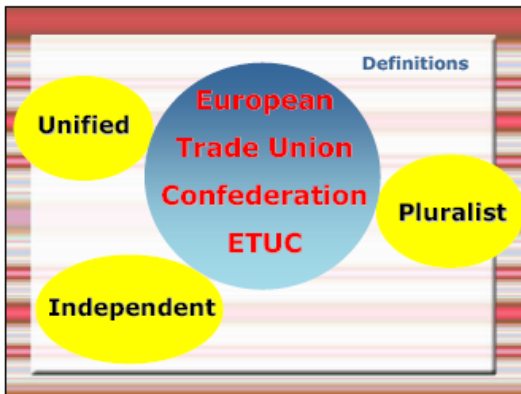 Definitions
European
Trade Union
Confederation
ETUC
Unified
Pluralist
Independent